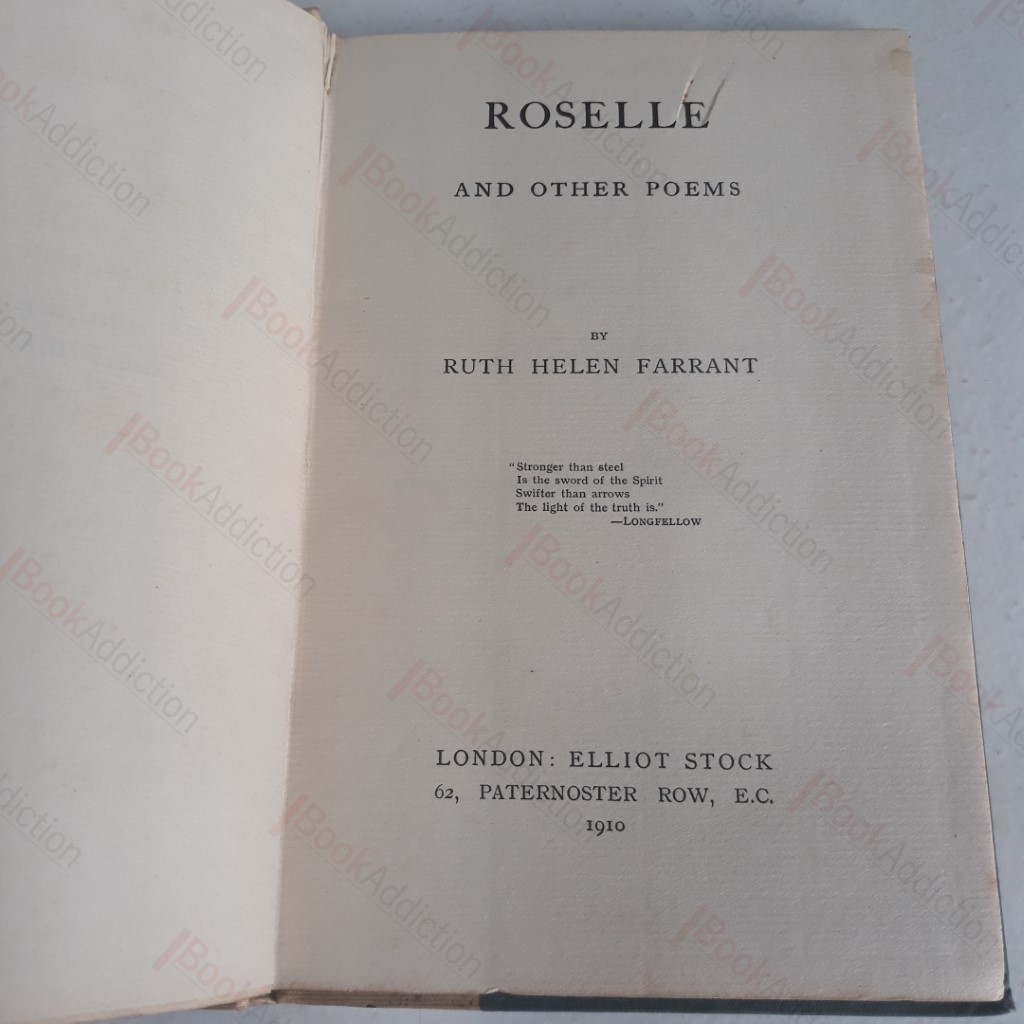 ROSELLE
AND OTHER POEMS
BY
RUTH HELEN FARRANT
"Stronger than steel
Is the sword of the Spirit
Swifter than arrows
The light of the truth is."
—LONGFELLOW
LONDON: ELLIOT STOCK
62, PATERNOSTER ROW, E.C.
1910
BookAddiction